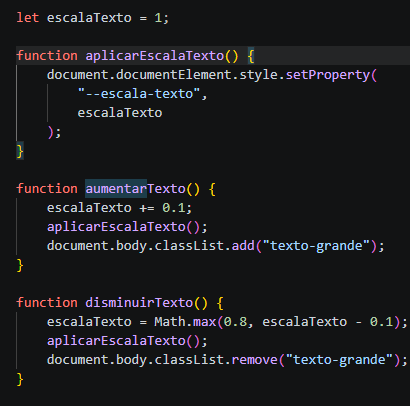 let escalaTexto = 1;
function aplicarEscalaTexto() {
    document.documentElement.style.setProperty(
        "--escala-texto",
        escalaTexto
    );
}
function aumentarTexto() {
    escalaTexto += 0.1;
    aplicarEscalaTexto();
    document.body.classList.add("texto-grande");
}
function disminuirTexto() {
    escalaTexto = Math.max(0.8, escalaTexto - 0.1);
    aplicarEscalaTexto();
    document.body.classList.remove("texto-grande");
}